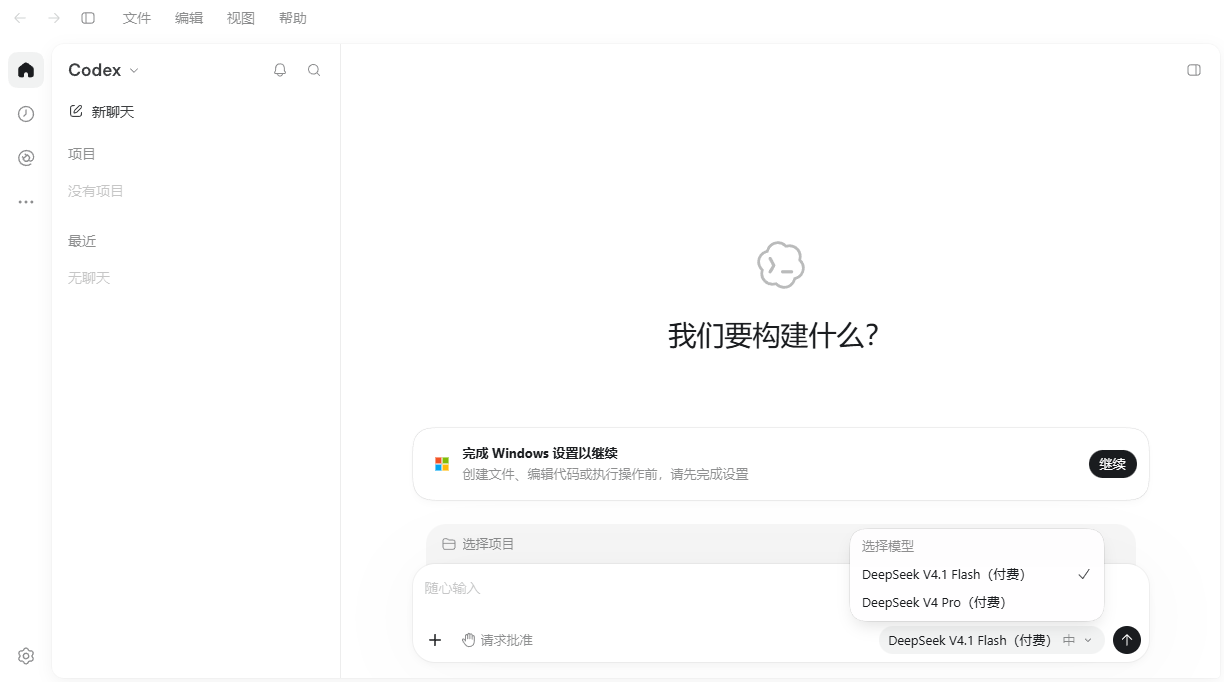 文件 编辑 视图 帮助
Codex
新聊天
项目
没有项目
最近
无聊天
我们要构建什么？
完成 Windows 设置以继续
创建文件、编辑代码或执行操作前，请先完成设置
继续
选择项目
选择模型
DeepSeek V4.1 Flash（付费）
DeepSeek V4 Pro（付费）
随心输入
请求批准
DeepSeek V4.1 Flash（付费） 中